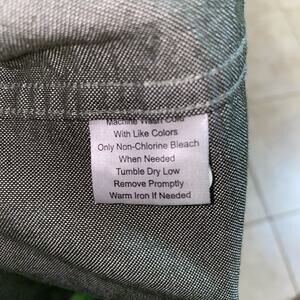 Machine Wash Cold
With Like Colors
Only Non-Chlorine Bleach
When Needed
Tumble Dry Low
Remove Promptly
Warm Iron If Needed